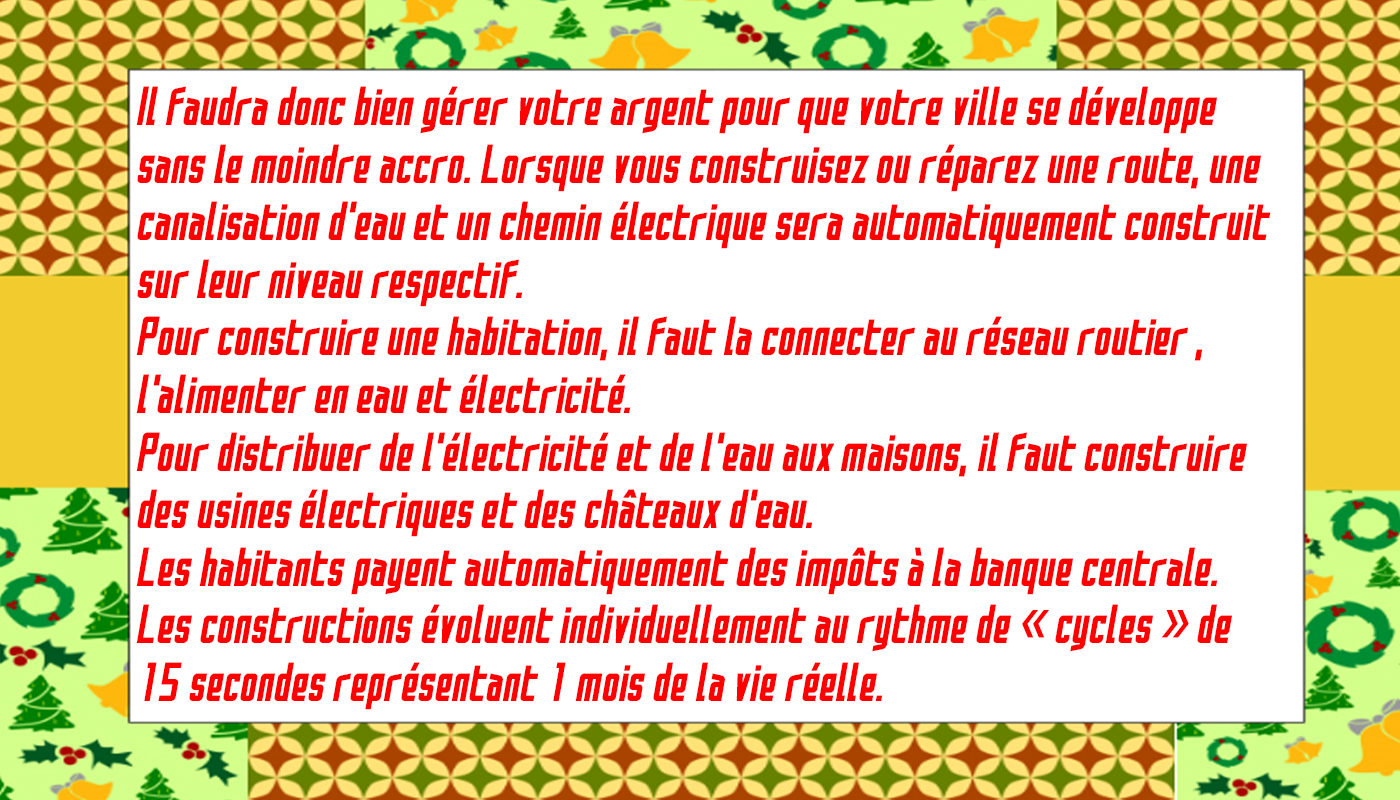 Il faudra donc bien gérer votre argent pour que votre ville se développe
sans le moindre accro. Lorsque vous construisez ou réparez une route, une
canalisation d'eau et un chemin électrique sera automatiquement construit
sur leur niveau respectif.
Pour construire une habitation, il faut la connecter au réseau routier ,
l'alimenter en eau et électricité.
Pour distribuer de l'électricité et de l'eau aux maisons, il faut construire
des usines électriques et des châteaux d'eau.
Les habitants payent automatiquement des impôts à la banque centrale.
Les constructions évoluent individuellement au rythme de « cycles » de
15 secondes représentant 1 mois de la vie réelle.